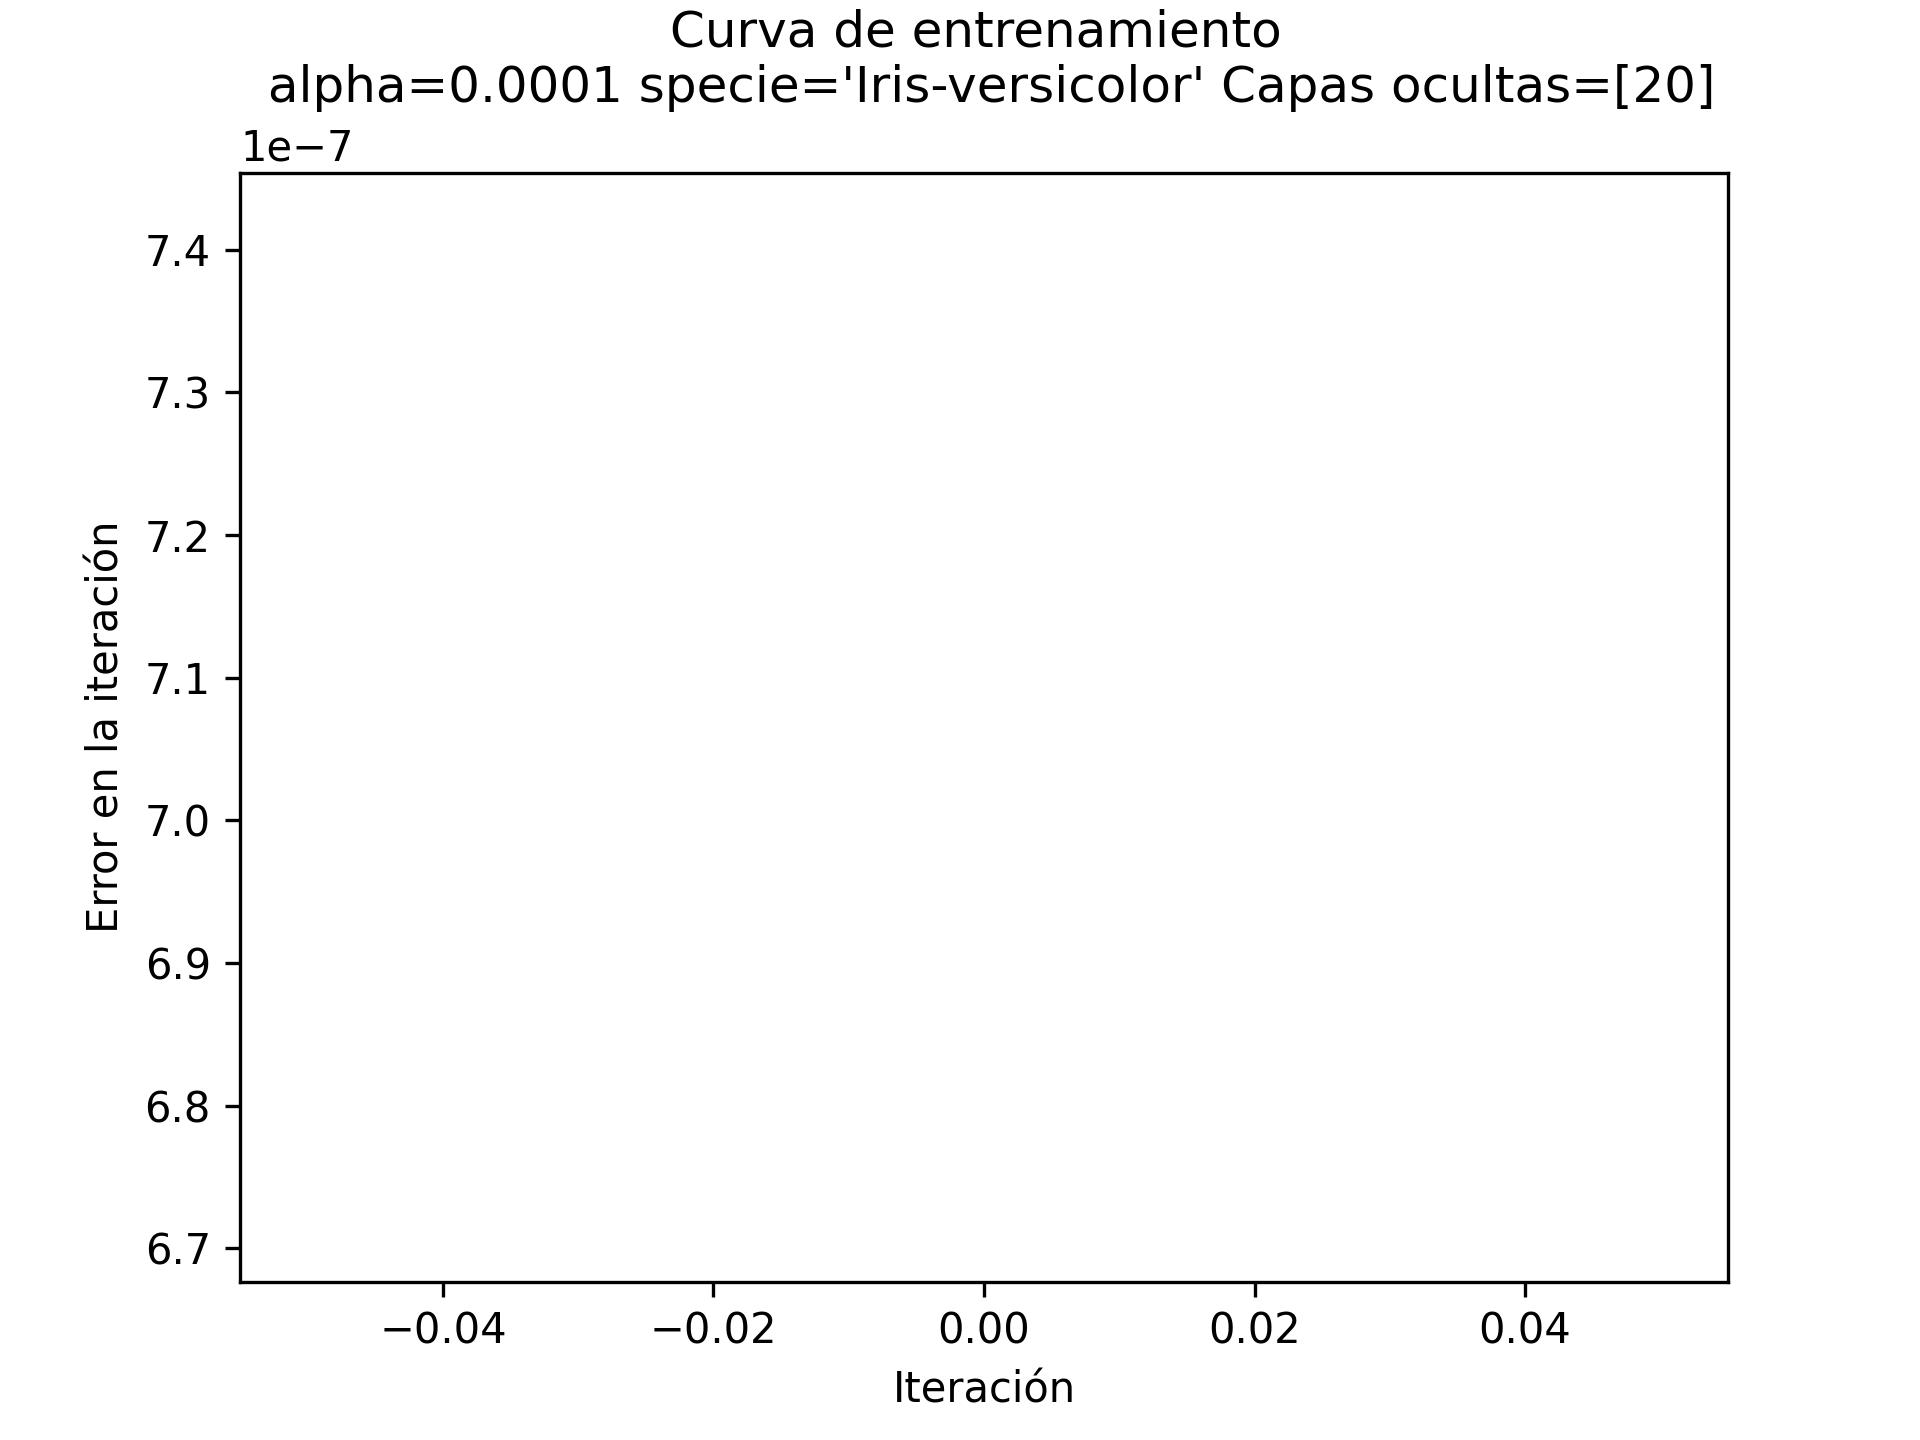 Curva de entrenamiento
alpha=0.0001 specie='Iris-versicolor' Capas ocultas=[20]
1e−7
7.4
7.3
7.2
7.1
7.0
6.9
6.8
6.7
Error en la iteración
−0.04 −0.02 0.00 0.02 0.04
Iteración